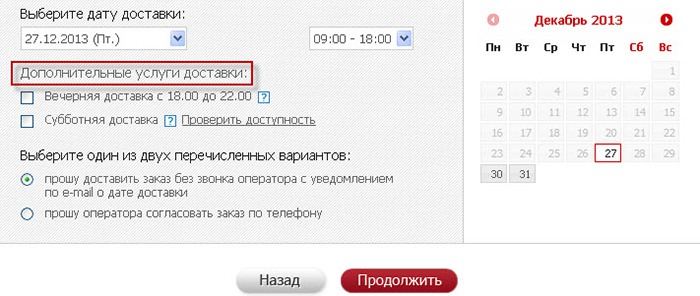 Выберите дату доставки:
27.12.2013 (Пт.)
09:00 - 18:00
Дополнительные услуги доставки:
Вечерняя доставка с 18.00 до 22.00 ?
Субботняя доставка ? Проверить доступность
Выберите один из двух перечисленных вариантов:
прошу доставить заказ без звонка оператора с уведомлением
по e-mail о дате доставки
прошу оператора согласовать заказ по телефону
Назад
Продолжить
Декабрь 2013
Пн Вт Ср Чт Пт Сб Вс
1
2 3 4 5 6 7 8
9 10 11 12 13 14 15
16 17 18 19 20 21 22
23 24 25 26 27 28 29
30 31